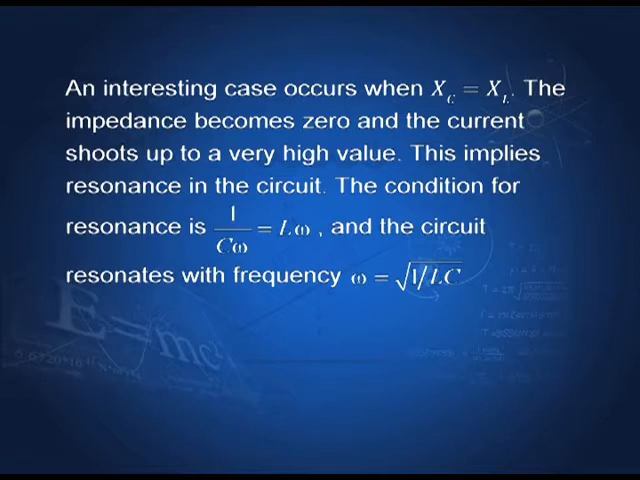 An interesting case occurs when X_C = X_L. The
impedance becomes zero and the current
shoots up to a very high value. This implies
resonance in the circuit. The condition for
resonance is 1/Cω = Lω , and the circuit
resonates with frequency ω = √1/LC
E=mc²